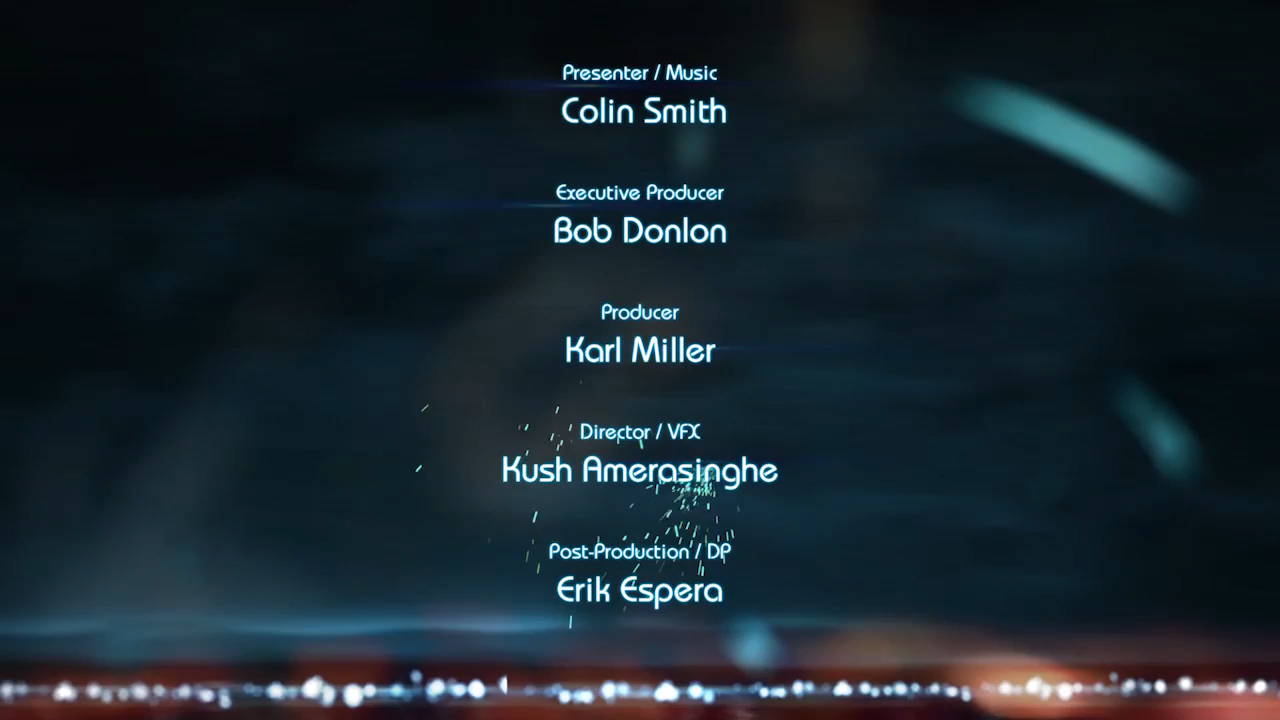 Presenter / Music
Colin Smith
Executive Producer
Bob Donlon
Producer
Karl Miller
Director / VFX
Kush Amerasinghe
Post-Production / DP
Erik Espera